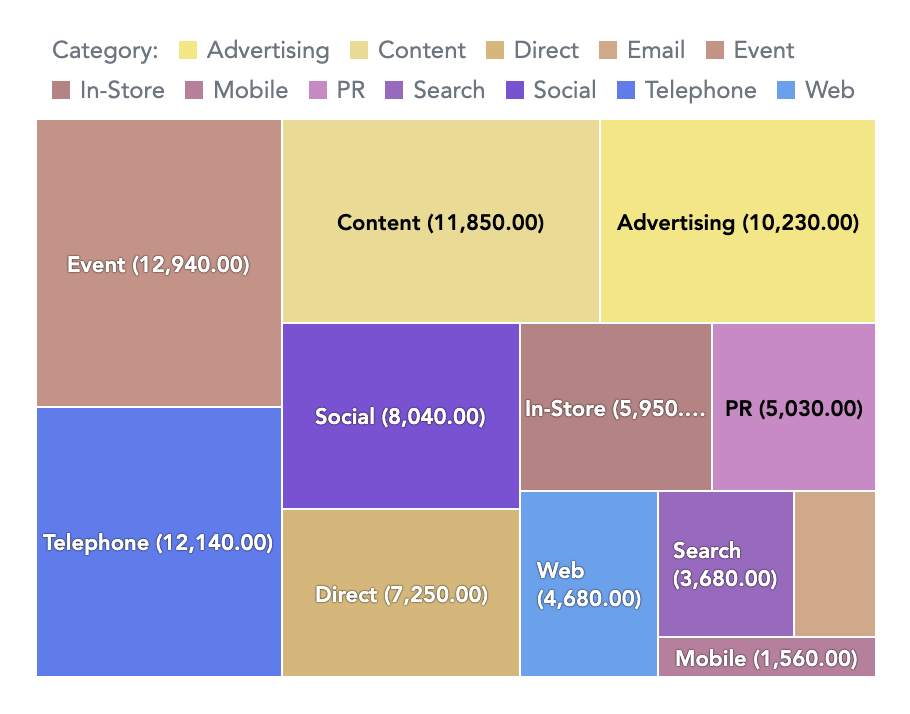 Category: Advertising Content Direct Email Event
In-Store Mobile PR Search Social Telephone Web
Content (11,850.00)
Advertising (10,230.00)
Event (12,940.00)
In-Store (5,950....
PR (5,030.00)
Social (8,040.00)
Telephone (12,140.00)
Search
(3,680.00)
Web
(4,680.00)
Direct (7,250.00)
Mobile (1,560.00)